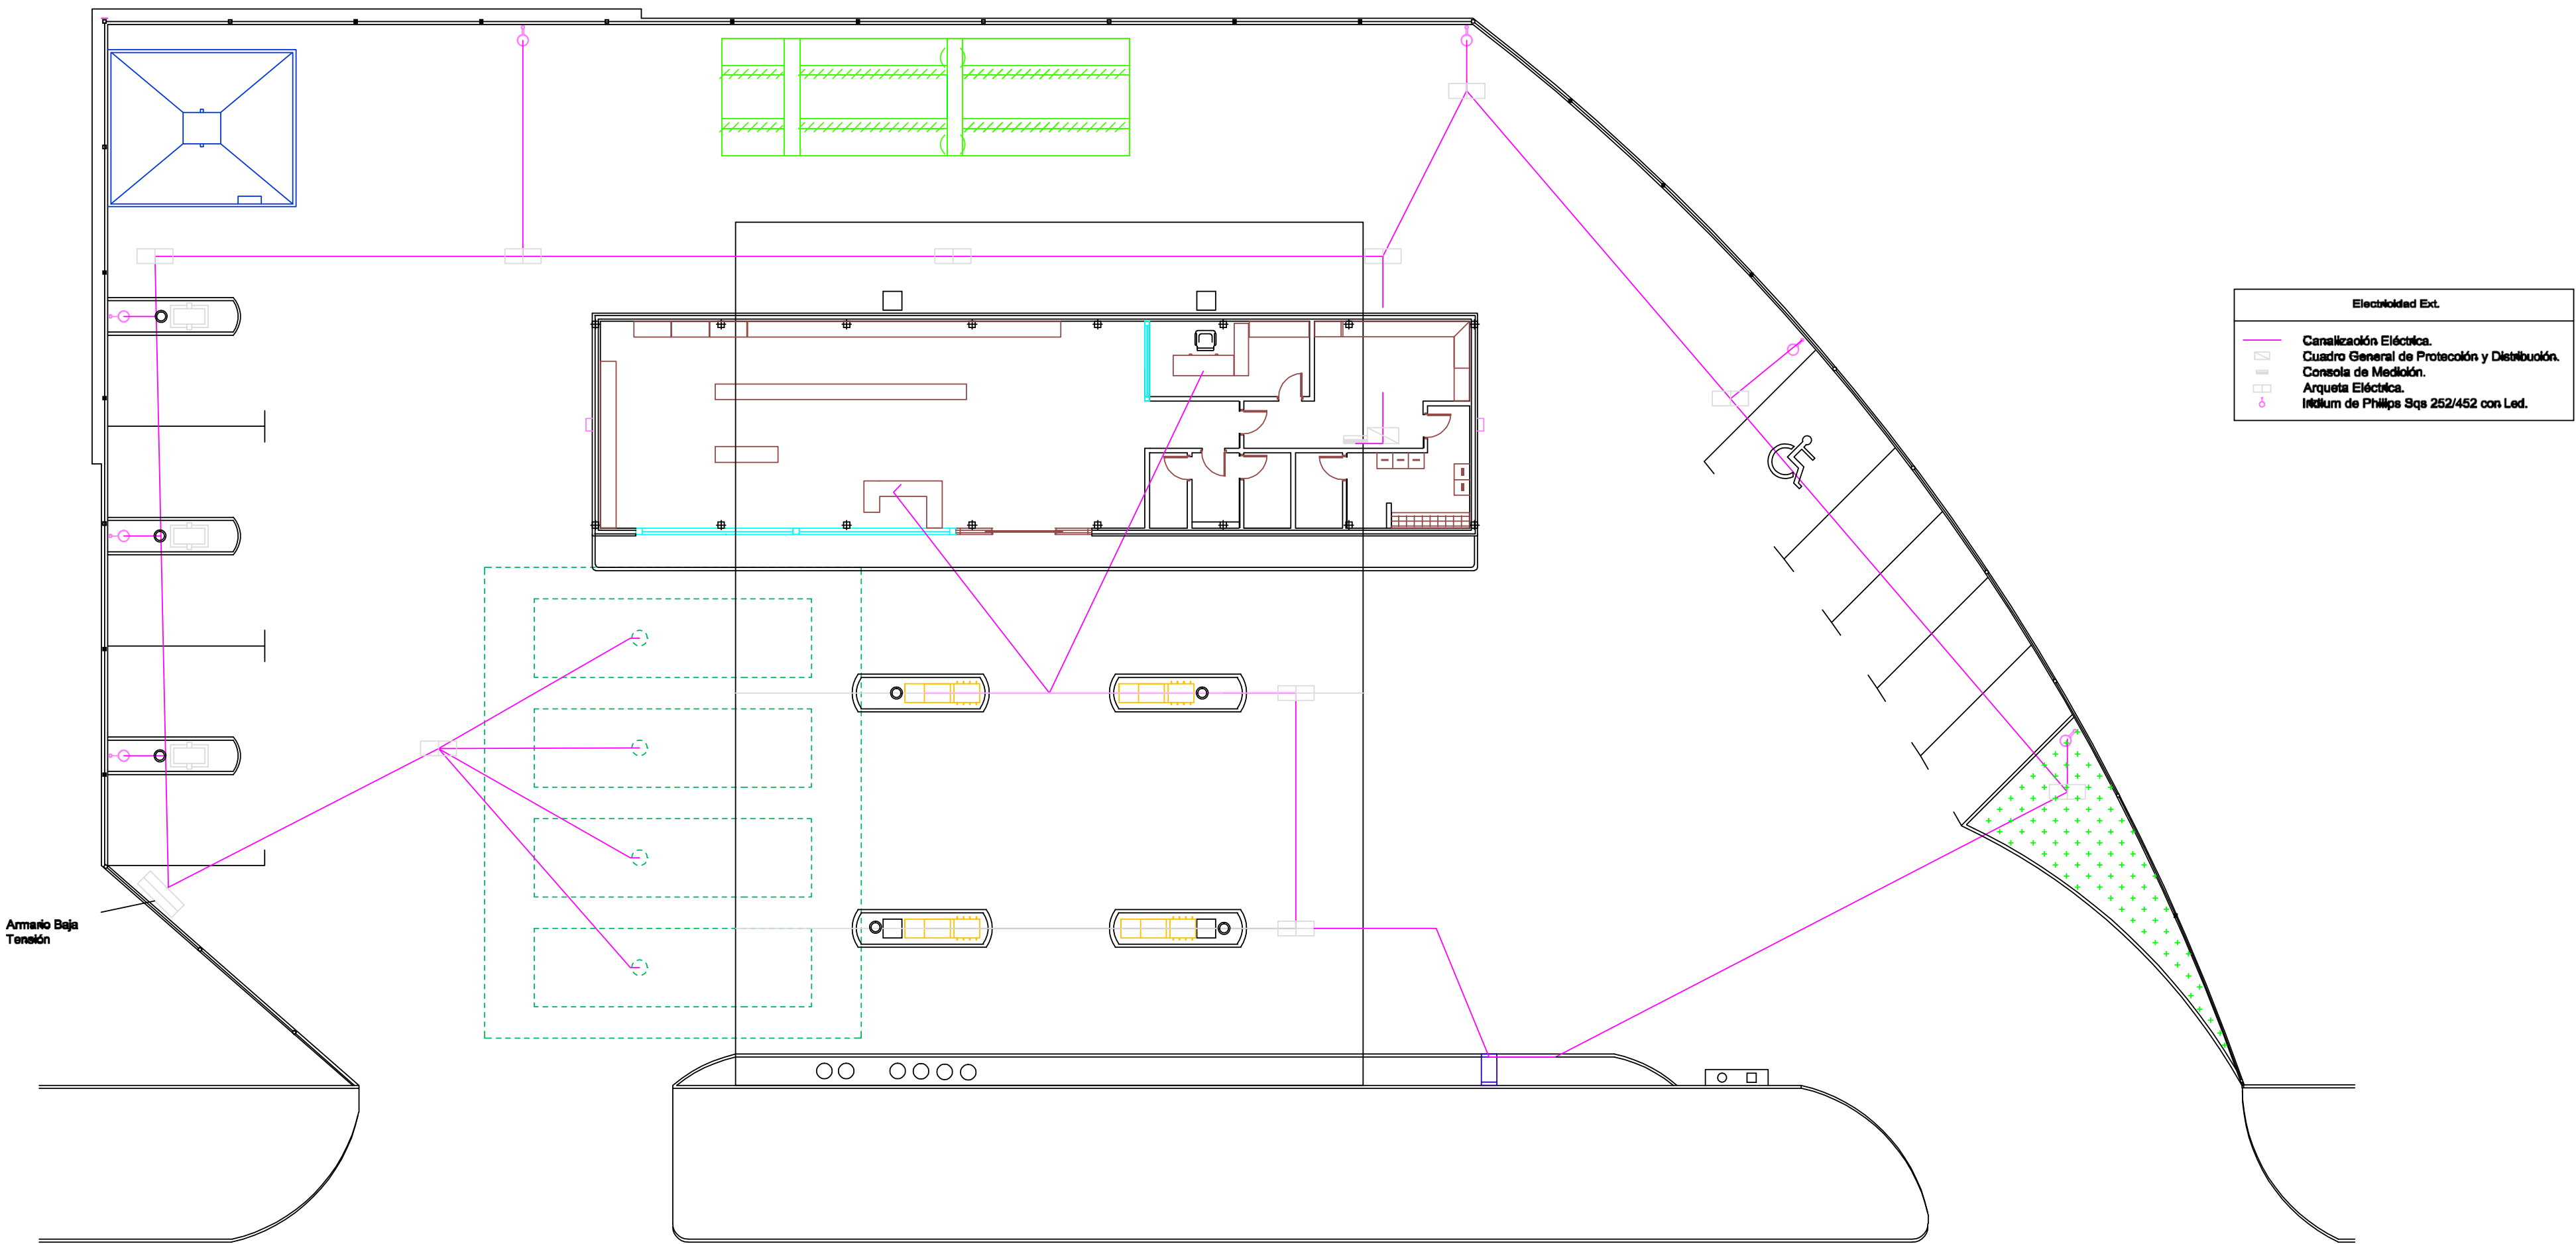 Electricidad Ext.
Canalización Eléctrica.
Cuadro General de Protección y Distribución.
Consola de Medición.
Arqueta Eléctrica.
Iridium de Philips Sqs 252/452 con Led.
Armario Baja
Tensión